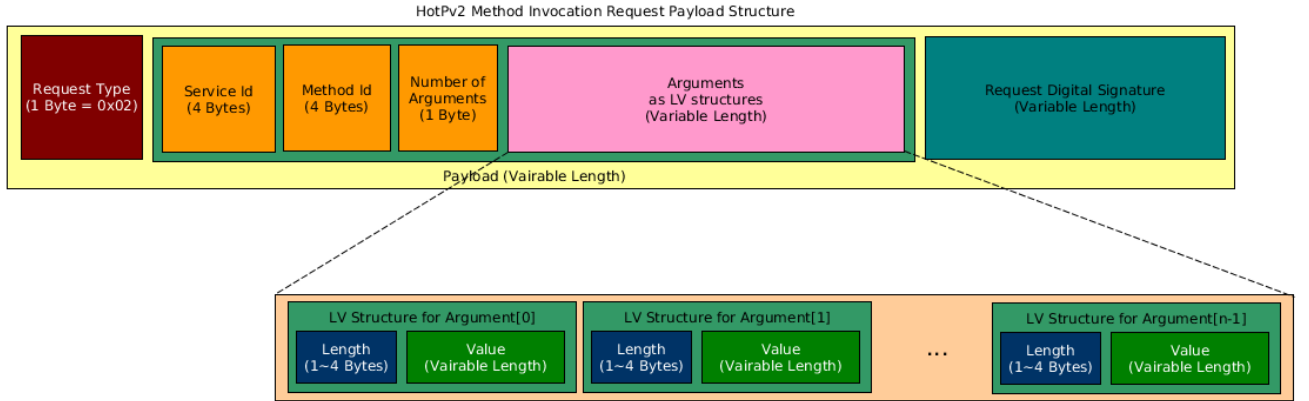 HotPv2 Method Invocation Request Payload Structure
Request Type
(1 Byte = 0x02)
Service Id
(4 Bytes)
Method Id
(4 Bytes)
Number of
Arguments
(1 Byte)
Arguments
as LV structures
(Variable Length)
Request Digital Signature
(Variable Length)
Payload (Vairable Length)
LV Structure for Argument[0]
Length
(1~4 Bytes)
Value
(Vairable Length)
LV Structure for Argument[1]
Length
(1~4 Bytes)
Value
(Vairable Length)
...
LV Structure for Argument[n-1]
Length
(1~4 Bytes)
Value
(Vairable Length)